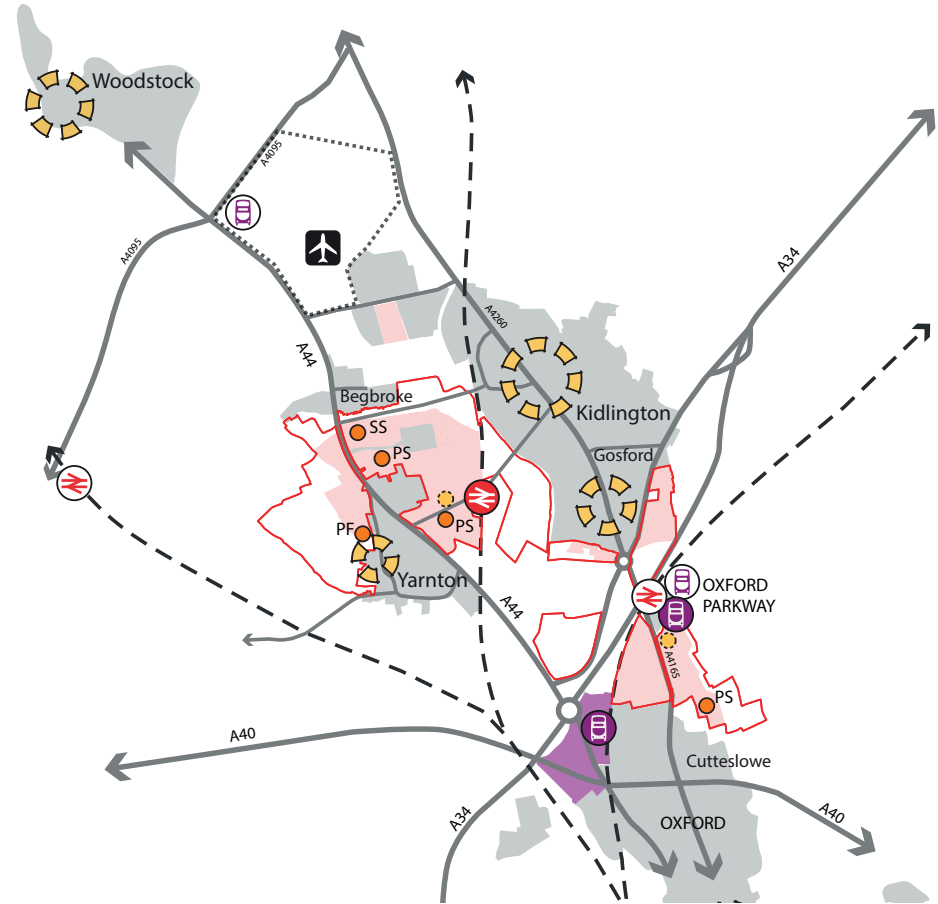 Woodstock
A4095
A4095
A34
A4260
A44
Begbroke
Kidlington
SS
Gosford
PS
PS
PF
Yarnton
OXFORD
PARKWAY
A44
A4165
PS
A40
Cutteslowe
A34
OXFORD
A40